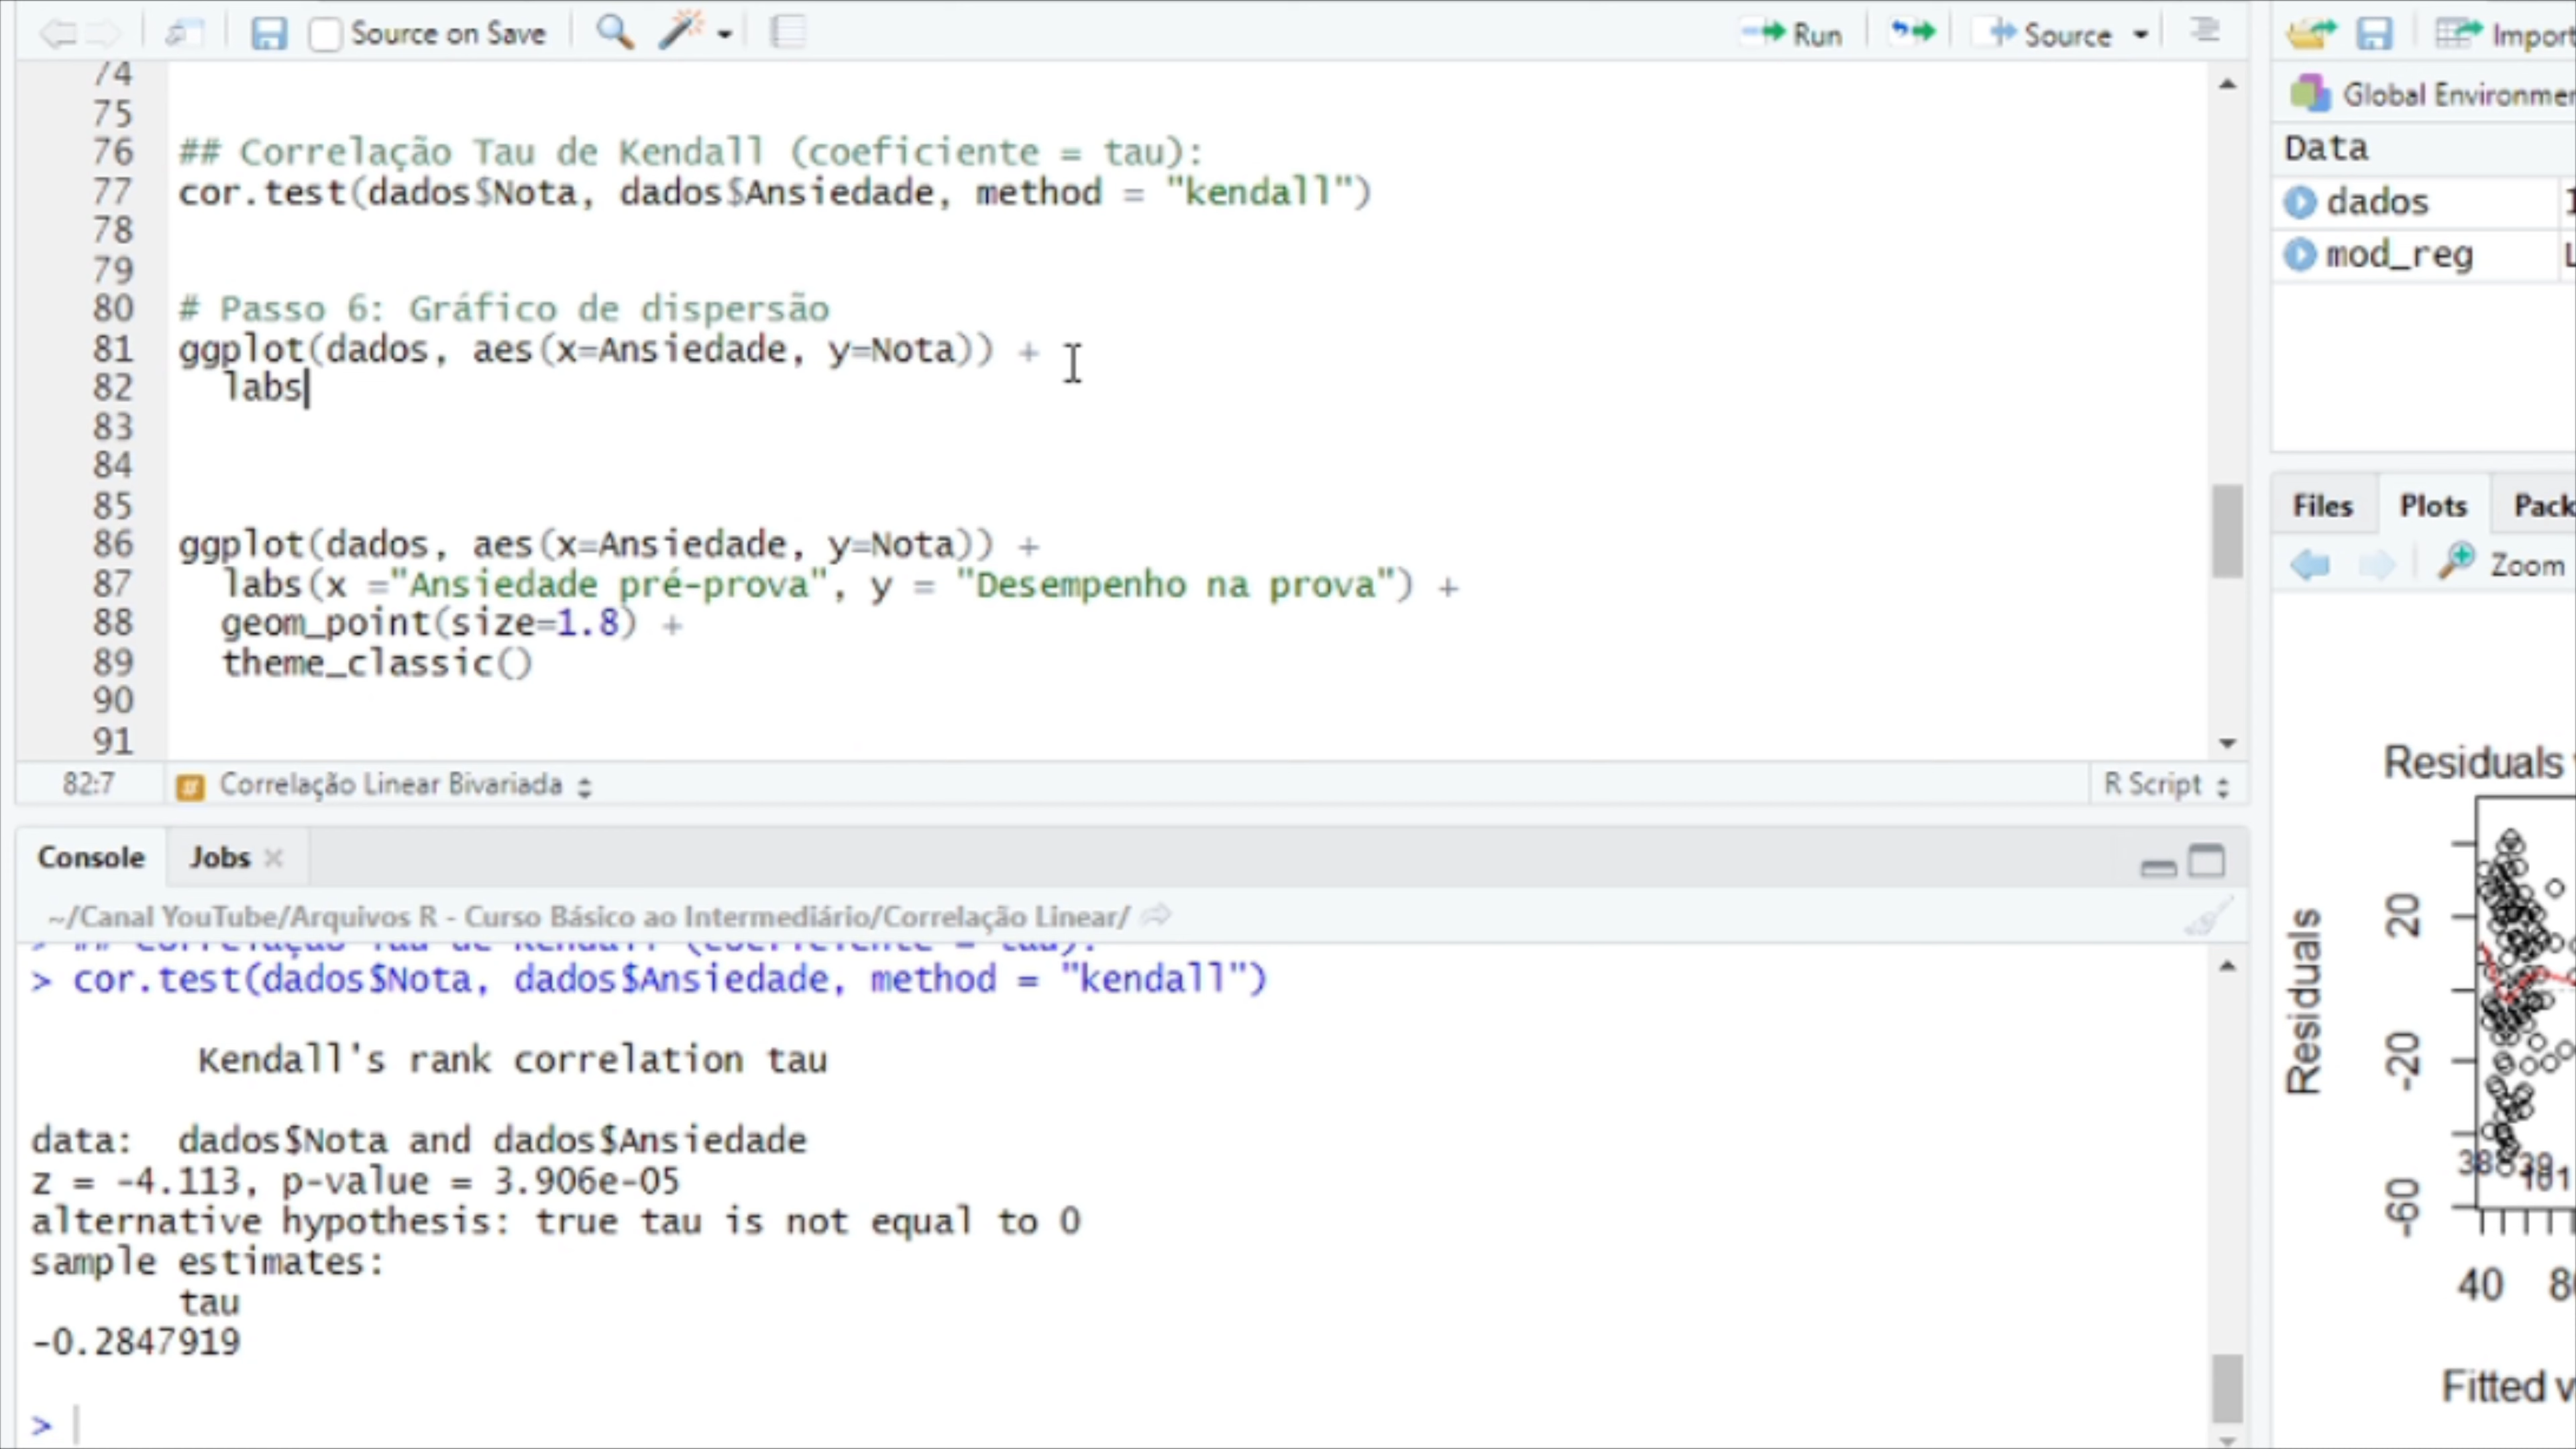 Source on Save
Run
Source
Import
74
75
76 ## Correlação Tau de Kendall (coeficiente = tau):
77 cor.test(dados$Nota, dados$Ansiedade, method = "kendall")
78
79
80 # Passo 6: Gráfico de dispersão
81 ggplot(dados, aes(x=Ansiedade, y=Nota)) +
82 labs
83
84
85
86 ggplot(dados, aes(x=Ansiedade, y=Nota)) +
87 labs(x ="Ansiedade pré-prova", y = "Desempenho na prova") +
88 geom_point(size=1.8) +
89 theme_classic()
90
91
82:7 Correlação Linear Bivariada R Script
Console Jobs
~/Canal YouTube/Arquivos R - Curso Básico ao Intermediário/Correlação Linear/
> ## Correlação Tau de Kendall (coeficiente = tau):
> cor.test(dados$Nota, dados$Ansiedade, method = "kendall")
Kendall's rank correlation tau
data: dados$Nota and dados$Ansiedade
z = -4.113, p-value = 3.906e-05
alternative hypothesis: true tau is not equal to 0
sample estimates:
tau
-0.2847919
>
Global
Data
dados
mod_reg
Files Plots
Zoom
Residuals
Residuals
20
-20
-60
40
Fitted